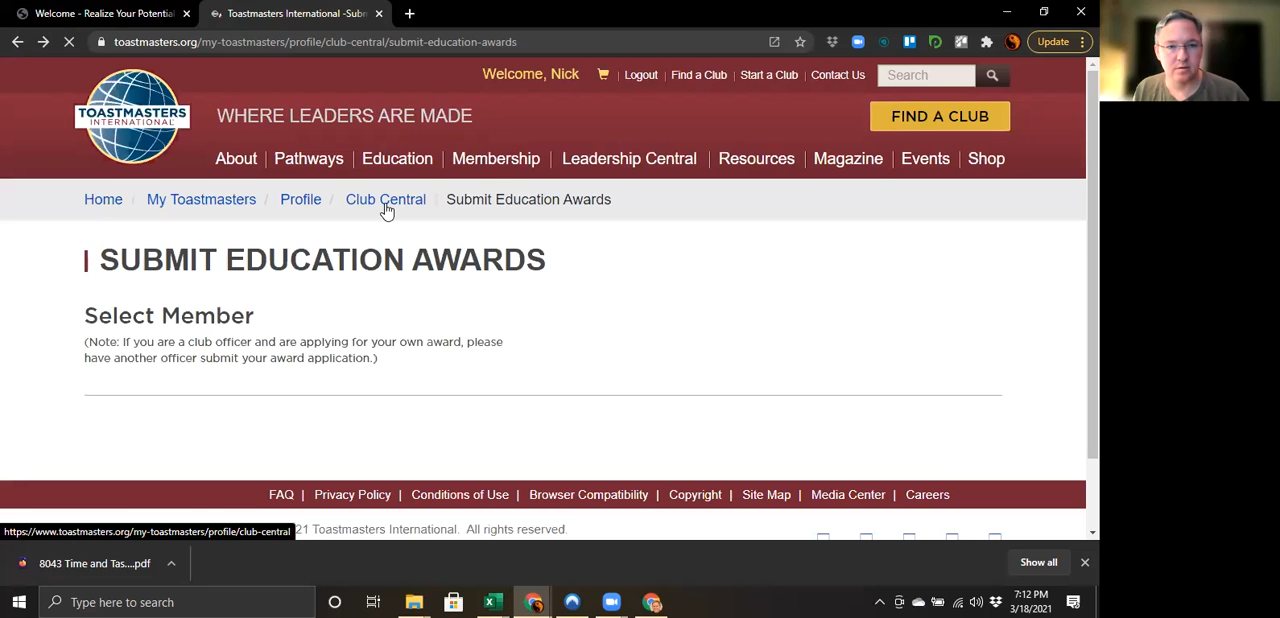 Welcome - Realize Your Potential
Toastmasters International -Sub
toastmasters.org/my-toastmasters/profile/club-central/submit-education-awards
Update
Welcome, Nick
Logout
Find a Club
Start a Club
Contact Us
Search
TOASTMASTERS
INTERNATIONAL
WHERE LEADERS ARE MADE
FIND A CLUB
About
Pathways
Education
Membership
Leadership Central
Resources
Magazine
Events
Shop
Home / My Toastmasters / Profile / Club Central Submit Education Awards
SUBMIT EDUCATION AWARDS
Select Member
(Note: If you are a club officer and are applying for your own award, please
have another officer submit your award application.)
FAQ | Privacy Policy | Conditions of Use | Browser Compatibility | Copyright | Site Map | Media Center | Careers
https://www.toastmasters.org/my-toastmasters/profile/club-central
21 Toastmasters International. All rights reserved.
8043 Time and Tas....pdf
Show all
Type here to search
7:12 PM
3/18/2021